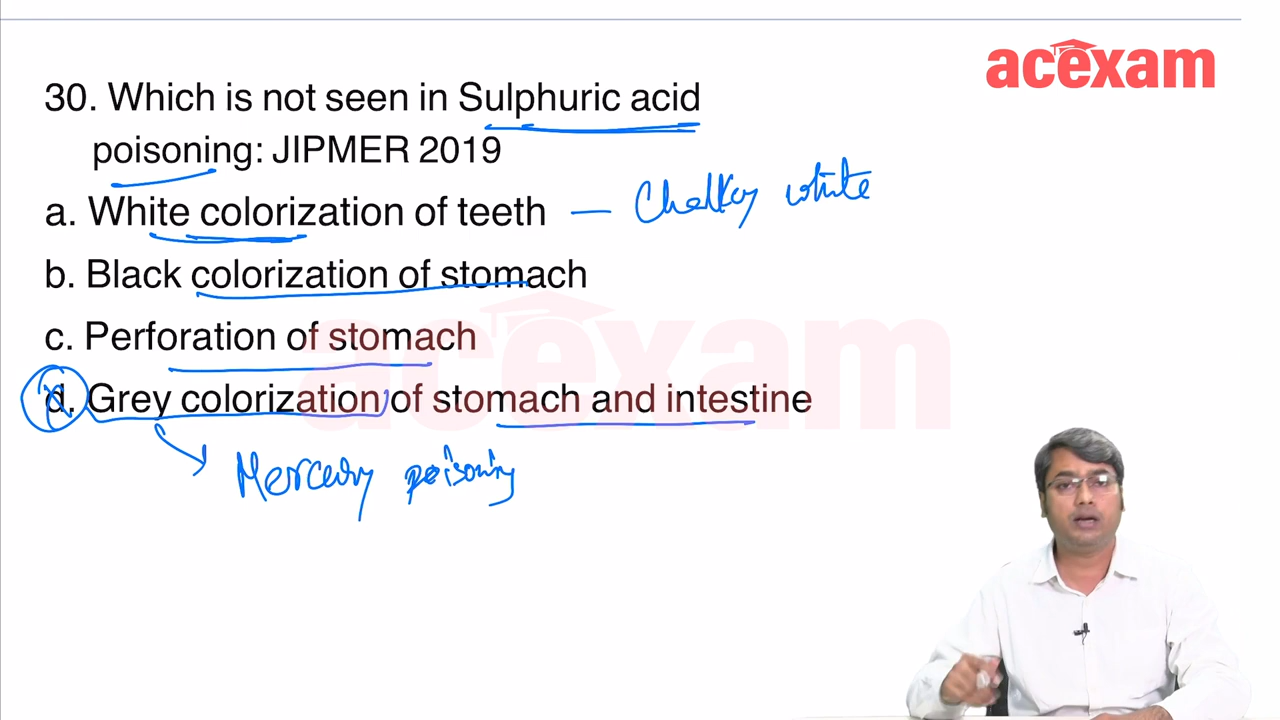 acexam
30. Which is not seen in Sulphuric acid
poisoning: JIPMER 2019
a. White colorization of teeth — Chalky white
b. Black colorization of stomach
c. Perforation of stomach
d. Grey colorization of stomach and intestine
Mercury poisoning
acexam